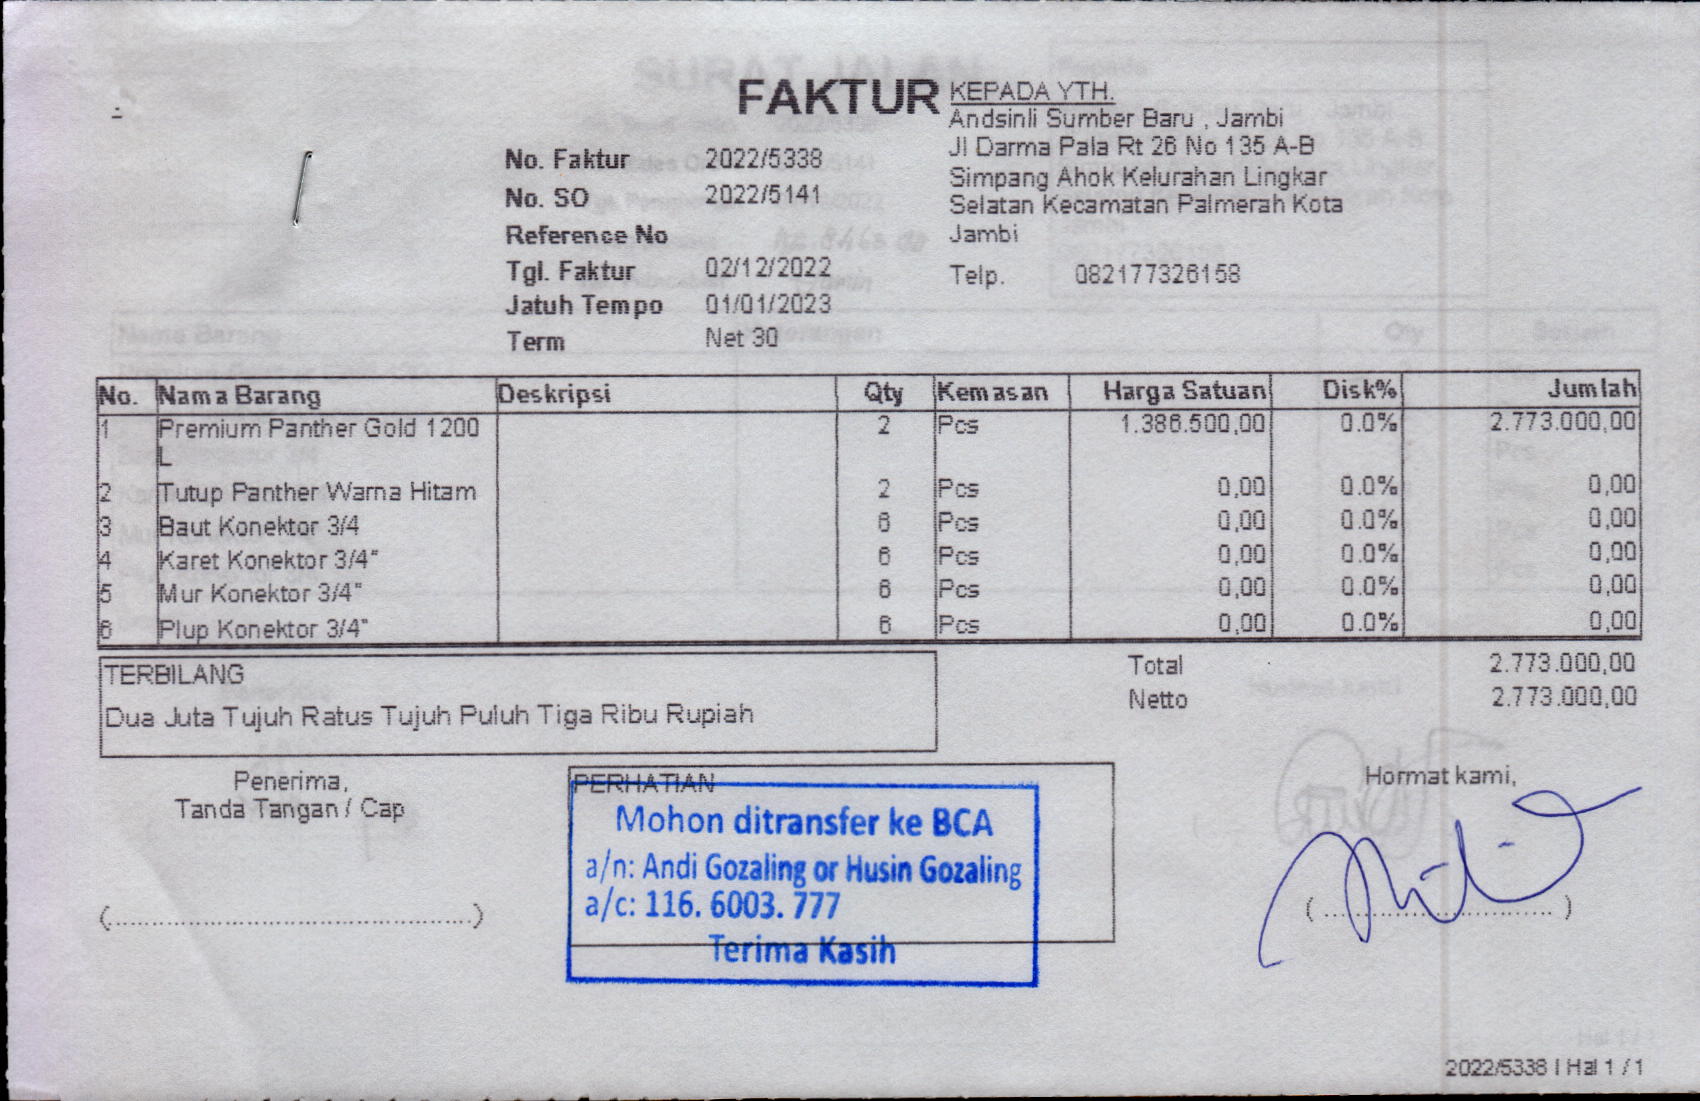 FAKTUR
KEPADA YTH.
Andsinli Sumber Baru , Jambi
Jl Darma Pala Rt 26 No 135 A-B
Simpang Ahok Kelurahan Lingkar
Selatan Kecamatan Palmerah Kota
Jambi
Telp. 082177326158
No. Faktur 2022/5338
No. SO 2022/5141
Reference No
Tgl. Faktur 02/12/2022
Jatuh Tempo 01/01/2023
Term Net 30
No. Nama Barang Deskripsi Qty Kemasan Harga Satuan Disk% Jumlah
1 Premium Panther Gold 1200 2 Pcs 1.386.500,00 0.0% 2.773.000,00
L
2 Tutup Panther Warna Hitam 2 Pcs 0,00 0.0% 0,00
3 Baut Konektor 3/4 6 Pcs 0,00 0.0% 0,00
4 Karet Konektor 3/4" 6 Pcs 0,00 0.0% 0,00
5 Mur Konektor 3/4" 6 Pcs 0,00 0.0% 0,00
6 Plup Konektor 3/4" 6 Pcs 0,00 0.0% 0,00
TERBILANG
Dua Juta Tujuh Ratus Tujuh Puluh Tiga Ribu Rupiah
Total 2.773.000,00
Netto 2.773.000,00
Penerima,
Tanda Tangan / Cap
(......................................)
PERHATIAN
Mohon ditransfer ke BCA
a/n: Andi Gozaling or Husin Gozaling
a/c: 116. 6003. 777
Terima Kasih
Hormat kami,
( ........................ )
2022/5338 | Hal 1 / 1